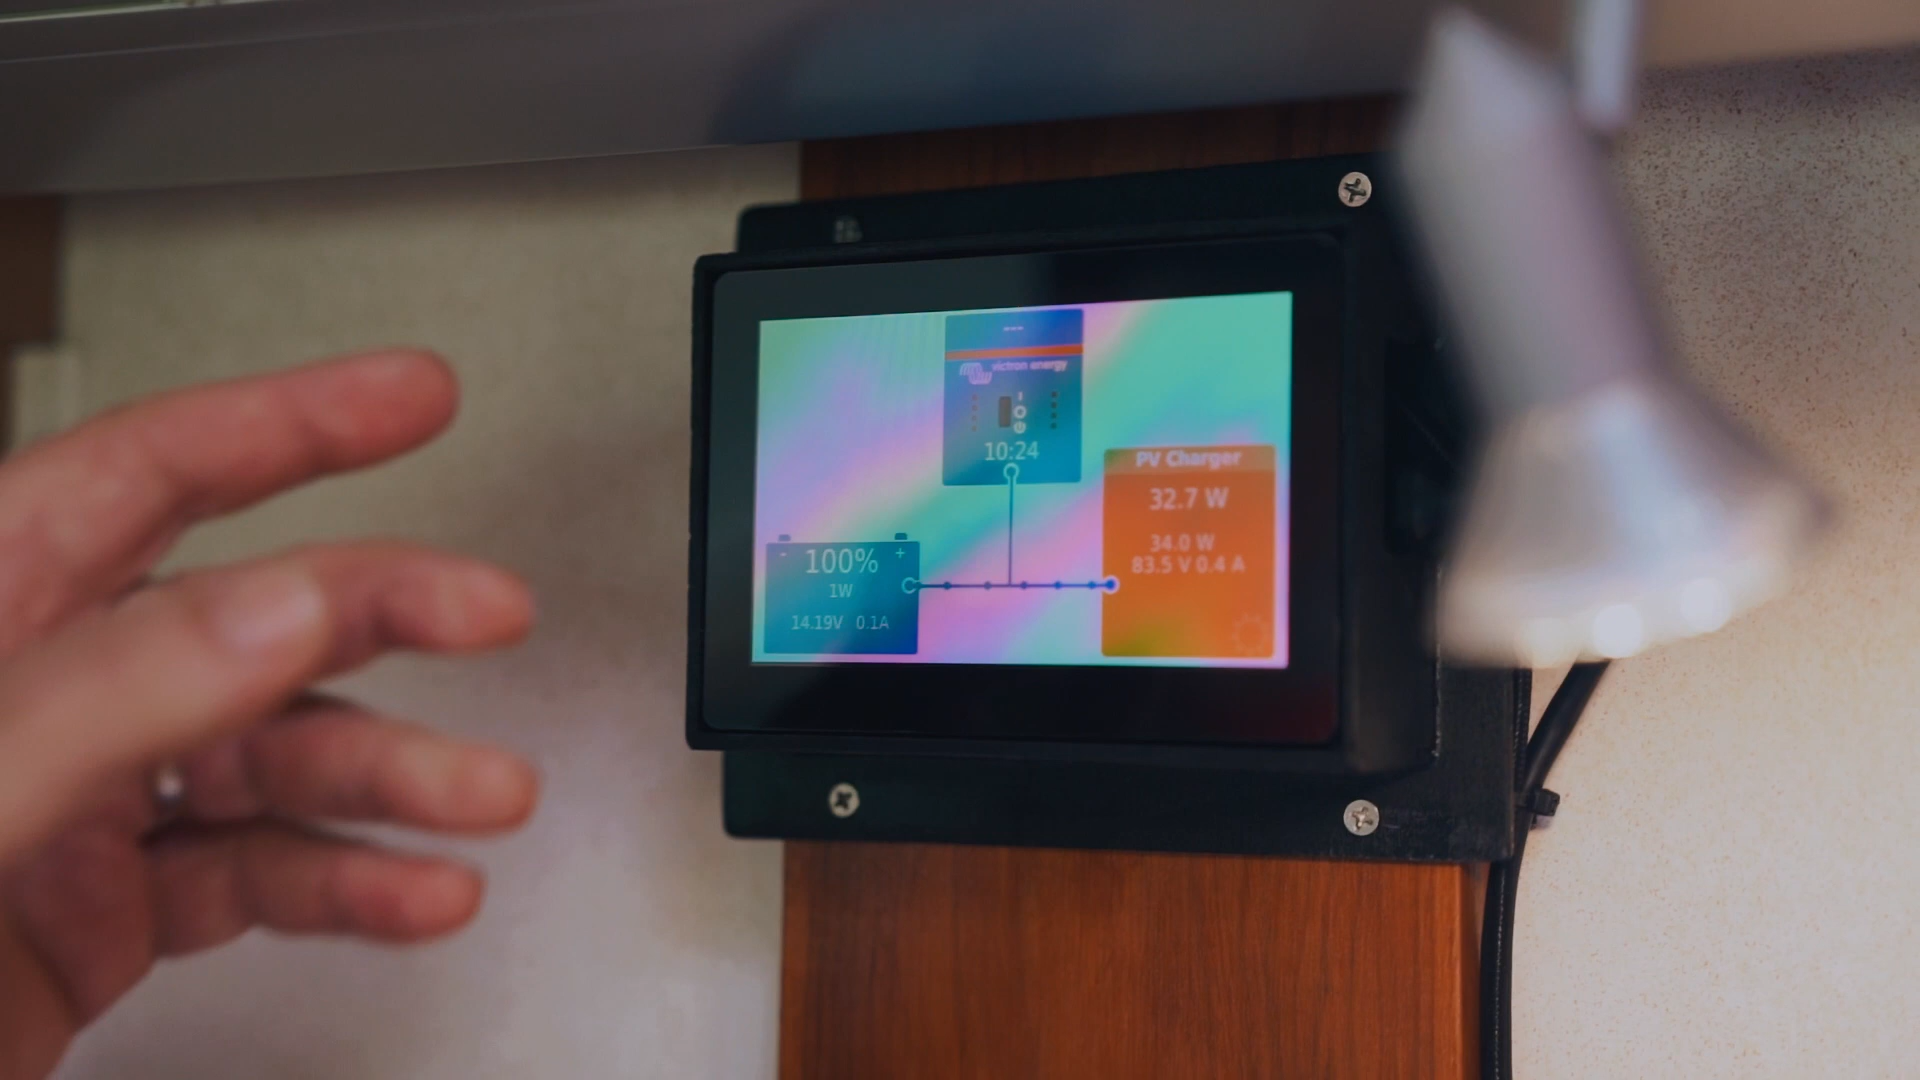 ---
victron energy
10:24
PV Charger
32.7 W
34.0 W
83.5 V 0.4 A
- +
100%
1W
14.19V 0.1A